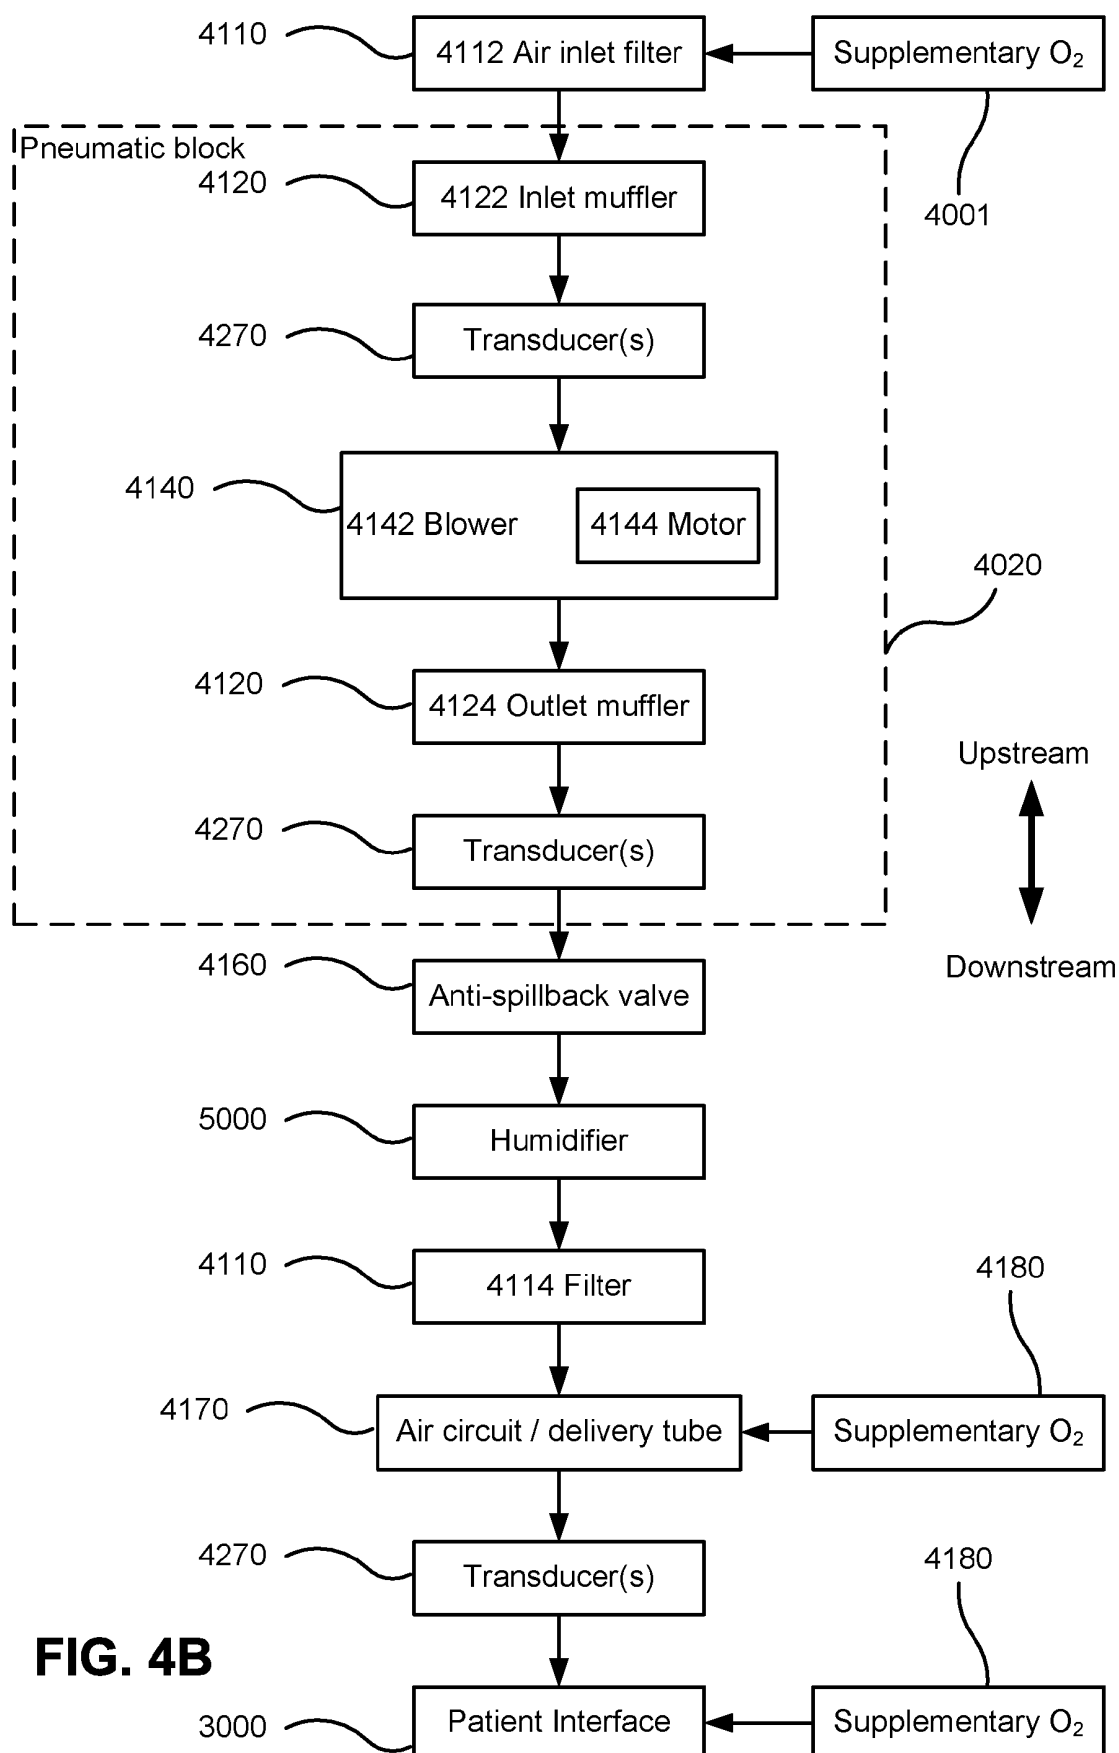 4110
4112 Air inlet filter
Supplementary O₂
4001
Pneumatic block
4120
4122 Inlet muffler
4270
Transducer(s)
4140
4142 Blower
4144 Motor
4020
4120
4124 Outlet muffler
Upstream
4270
Transducer(s)
Downstream
4160
Anti-spillback valve
5000
Humidifier
4110
4114 Filter
4180
4170
Air circuit / delivery tube
Supplementary O₂
4270
Transducer(s)
4180
FIG. 4B
3000
Patient Interface
Supplementary O₂